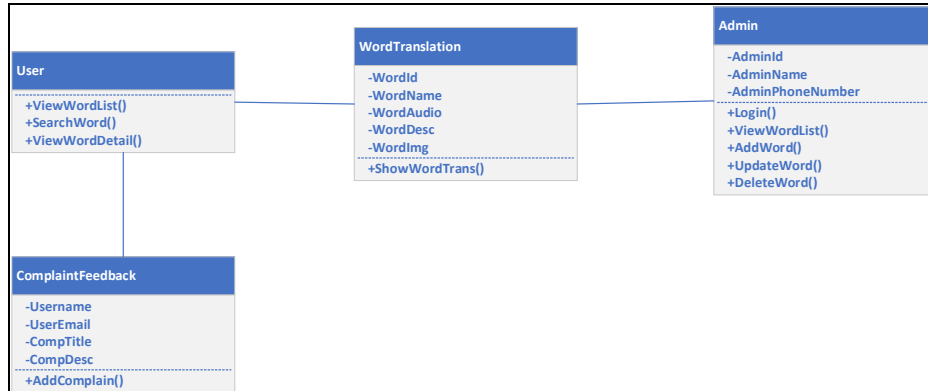 User
+ViewWordList()
+SearchWord()
+ViewWordDetail()
WordTranslation
-WordId
-WordName
-WordAudio
-WordDesc
-WordImg
+ShowWordTrans()
Admin
-AdminId
-AdminName
-AdminPhoneNumber
+Login()
+ViewWordList()
+AddWord()
+UpdateWord()
+DeleteWord()
ComplaintFeedback
-Username
-UserEmail
-CompTitle
-CompDesc
+AddComplain()